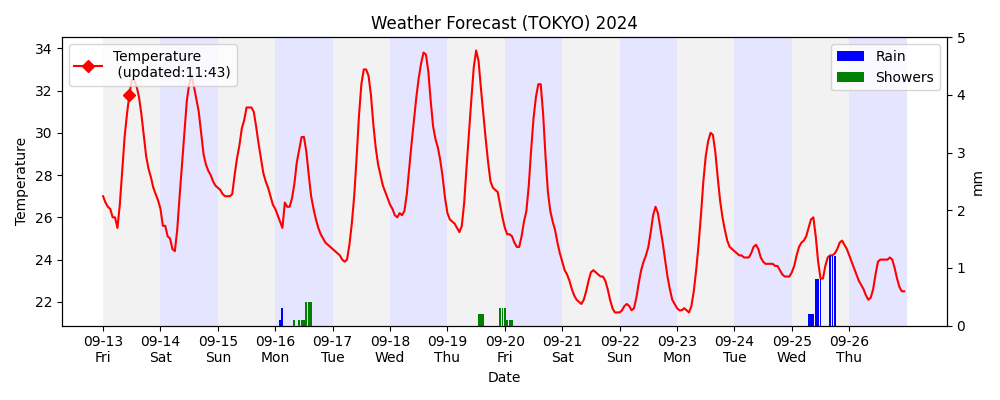 Weather Forecast (TOKYO) 2024
Temperature
(updated:11:43)
Rain
Showers
34
32
30
28
26
24
22
Temperature
5
4
3
2
1
0
mm
09-13 09-14 09-15 09-16 09-17 09-18 09-19 09-20 09-21 09-22 09-23 09-24 09-25 09-26
Fri Sat Sun Mon Tue Wed Thu Fri Sat Sun Mon Tue Wed Thu
Date